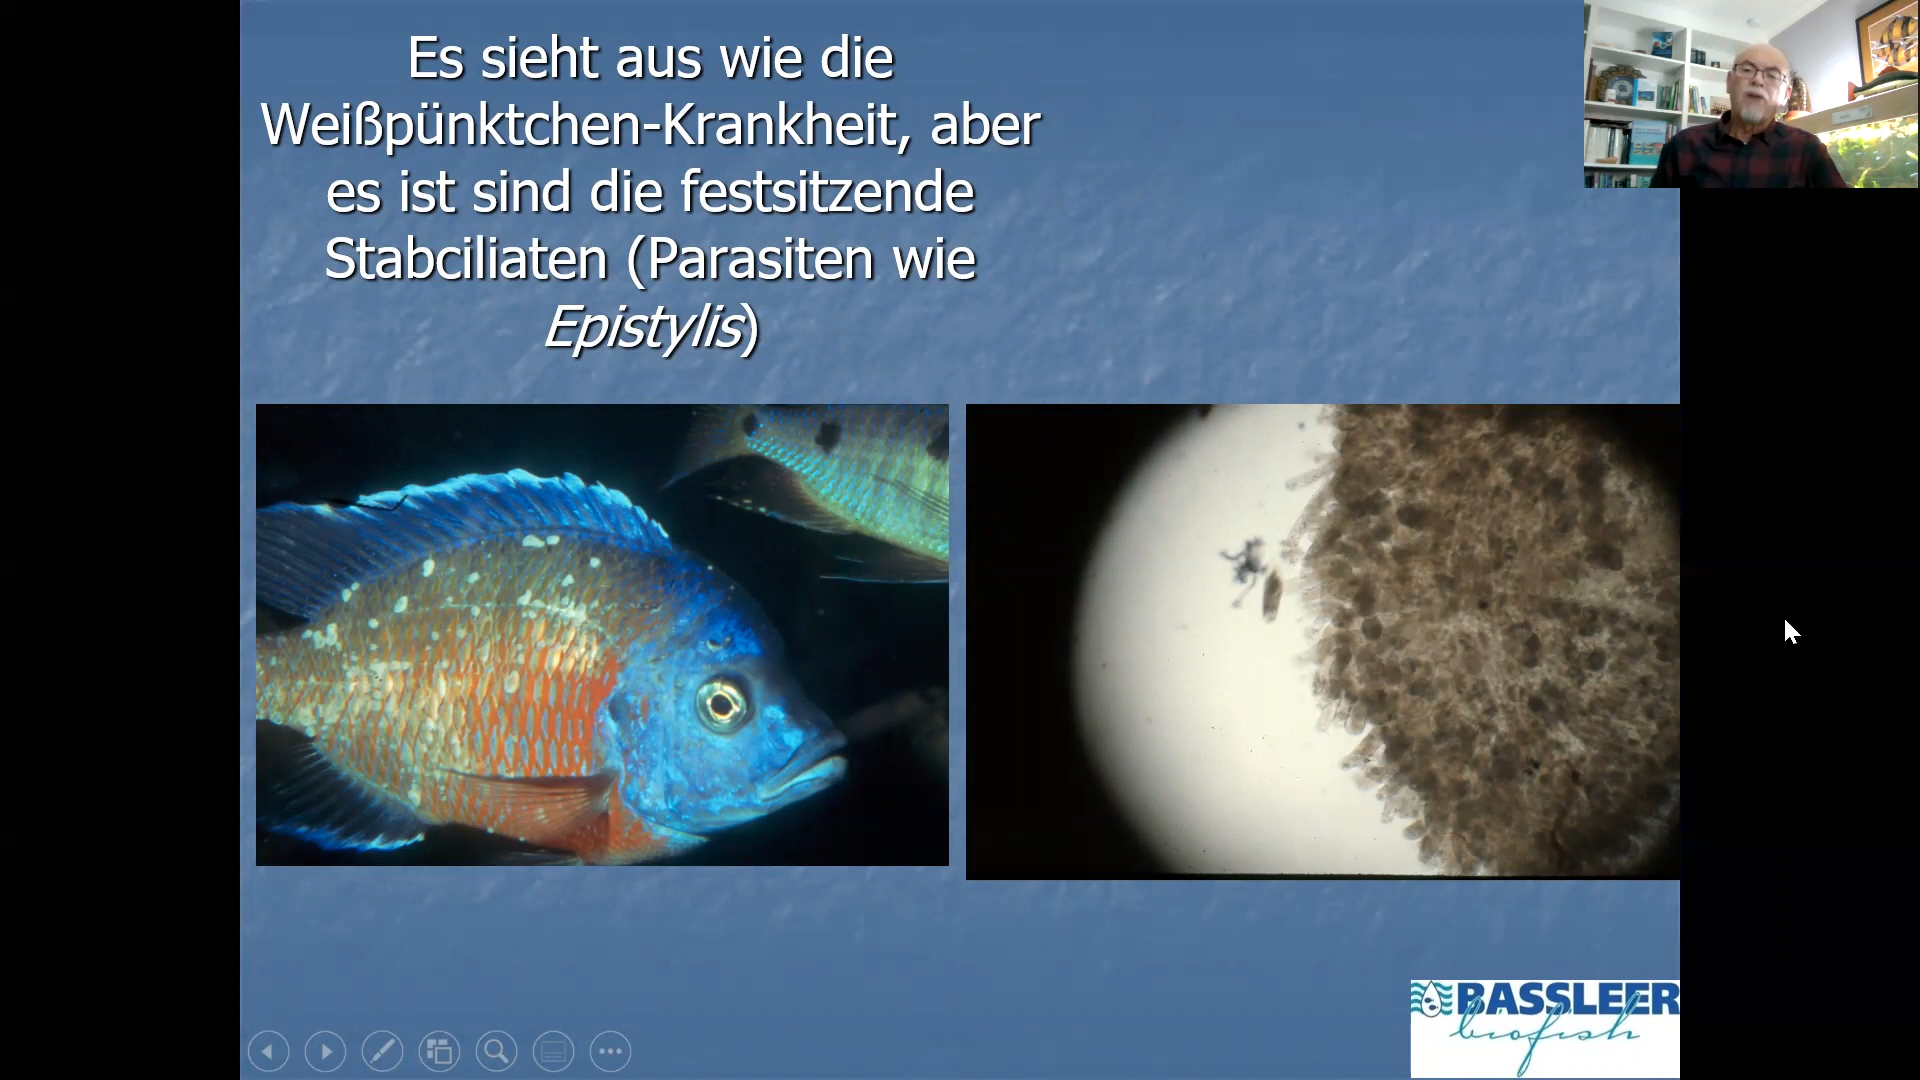 Es sieht aus wie die
Weißpünktchen-Krankheit, aber
es ist sind die festsitzende
Stabciliaten (Parasiten wie
Epistylis)
BASSLEER
biofish